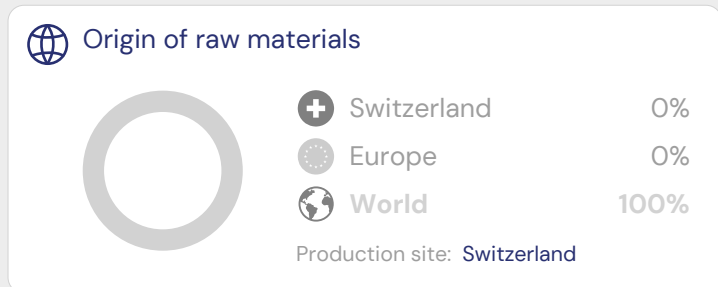 Origin of raw materials
Switzerland 0%
Europe 0%
World 100%
Production site: Switzerland